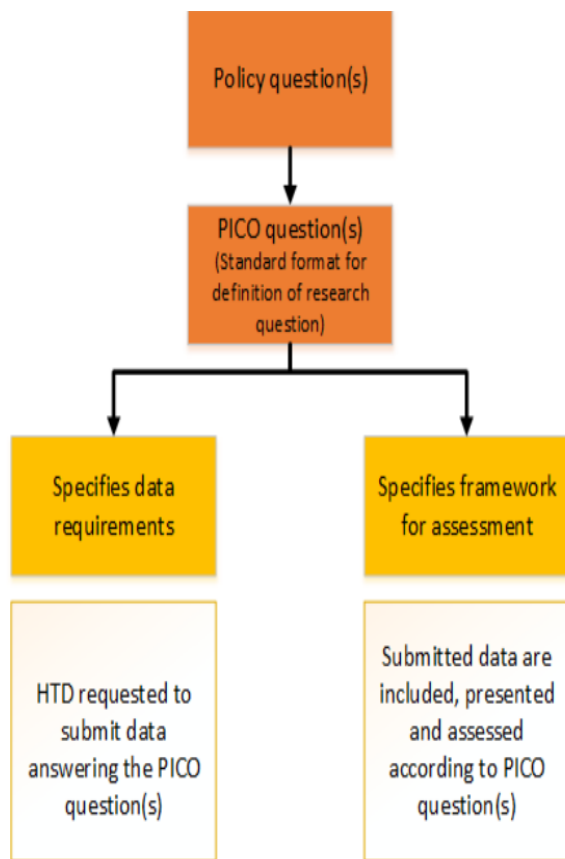 Policy question(s)
PICO question(s)
(Standard format for
definition of research
question)
Specifies data
requirements
Specifies framework
for assessment
HTD requested to
submit data
answering the PICO
question(s)
Submitted data are
included, presented
and assessed
according to PICO
question(s)